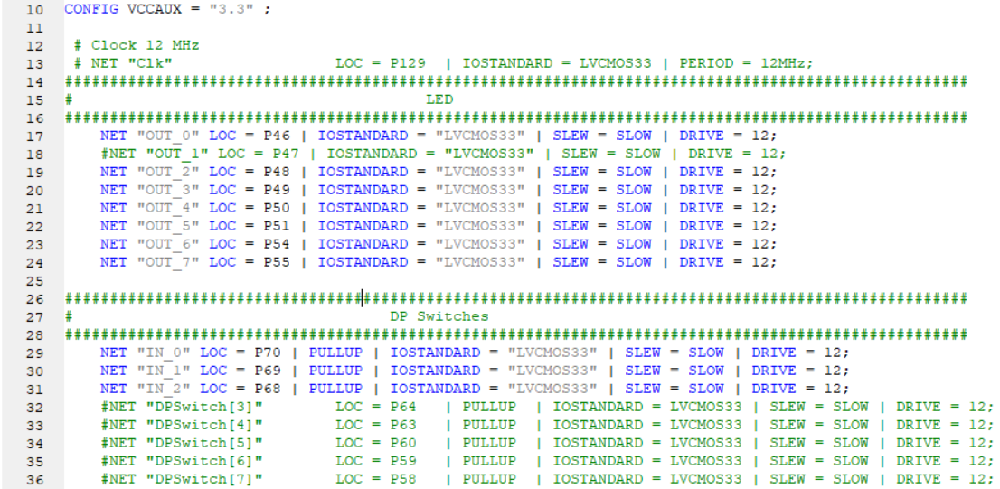 10 CONFIG VCCAUX = "3.3" ;
11
12 # Clock 12 MHz
13 # NET "Clk" LOC = P129 | IOSTANDARD = LVCMOS33 | PERIOD = 12MHz;
14 ####################################################################################################
15 # LED
16 ####################################################################################################
17 NET "OUT_0" LOC = P46 | IOSTANDARD = "LVCMOS33" | SLEW = SLOW | DRIVE = 12;
18 #NET "OUT_1" LOC = P47 | IOSTANDARD = "LVCMOS33" | SLEW = SLOW | DRIVE = 12;
19 NET "OUT_2" LOC = P48 | IOSTANDARD = "LVCMOS33" | SLEW = SLOW | DRIVE = 12;
20 NET "OUT_3" LOC = P49 | IOSTANDARD = "LVCMOS33" | SLEW = SLOW | DRIVE = 12;
21 NET "OUT_4" LOC = P50 | IOSTANDARD = "LVCMOS33" | SLEW = SLOW | DRIVE = 12;
22 NET "OUT_5" LOC = P51 | IOSTANDARD = "LVCMOS33" | SLEW = SLOW | DRIVE = 12;
23 NET "OUT_6" LOC = P54 | IOSTANDARD = "LVCMOS33" | SLEW = SLOW | DRIVE = 12;
24 NET "OUT_7" LOC = P55 | IOSTANDARD = "LVCMOS33" | SLEW = SLOW | DRIVE = 12;
25
26 ####################################################################################################
27 # DP Switches
28 ####################################################################################################
29 NET "IN_0" LOC = P70 | PULLUP | IOSTANDARD = "LVCMOS33" | SLEW = SLOW | DRIVE = 12;
30 NET "IN_1" LOC = P69 | PULLUP | IOSTANDARD = "LVCMOS33" | SLEW = SLOW | DRIVE = 12;
31 NET "IN_2" LOC = P68 | PULLUP | IOSTANDARD = "LVCMOS33" | SLEW = SLOW | DRIVE = 12;
32 #NET "DPSwitch[3]" LOC = P64 | PULLUP | IOSTANDARD = LVCMOS33 | SLEW = SLOW | DRIVE = 12;
33 #NET "DPSwitch[4]" LOC = P63 | PULLUP | IOSTANDARD = LVCMOS33 | SLEW = SLOW | DRIVE = 12;
34 #NET "DPSwitch[5]" LOC = P60 | PULLUP | IOSTANDARD = LVCMOS33 | SLEW = SLOW | DRIVE = 12;
35 #NET "DPSwitch[6]" LOC = P59 | PULLUP | IOSTANDARD = LVCMOS33 | SLEW = SLOW | DRIVE = 12;
36 #NET "DPSwitch[7]" LOC = P58 | PULLUP | IOSTANDARD = LVCMOS33 | SLEW = SLOW | DRIVE = 12;